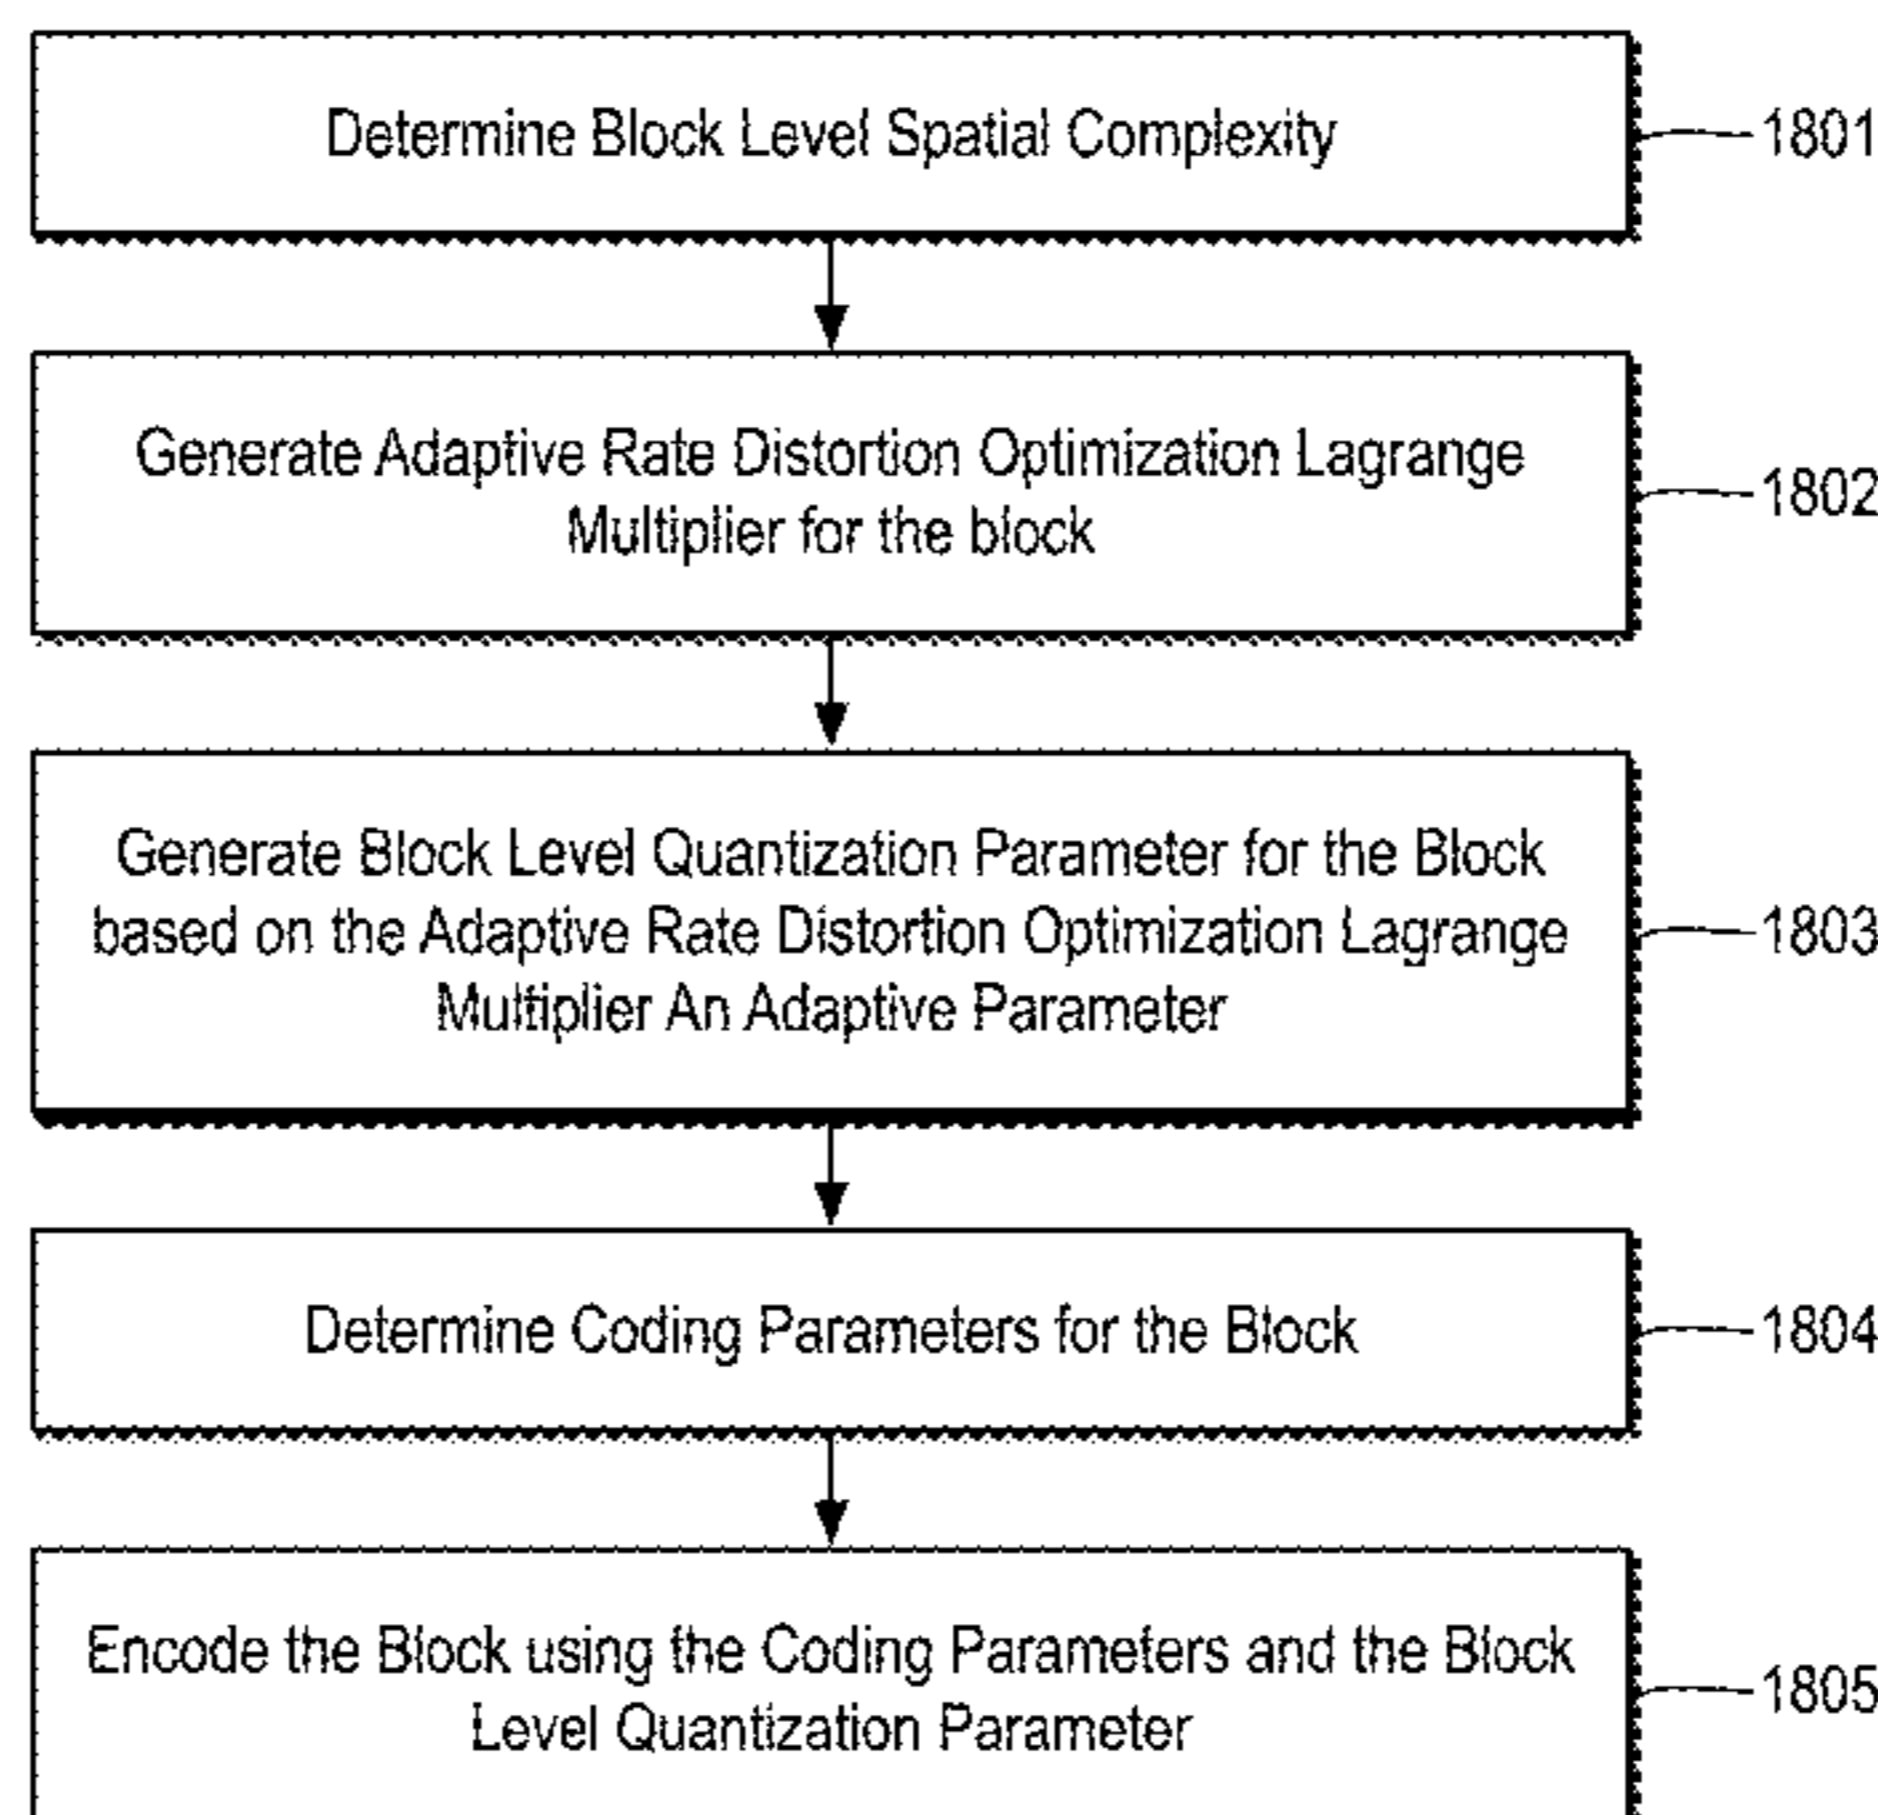 Determine Block Level Spatial Complexity
1801
Generate Adaptive Rate Distortion Optimization Lagrange
Multiplier for the block
1802
Generate Block Level Quantization Parameter for the Block
based on the Adaptive Rate Distortion Optimization Lagrange
Multiplier An Adaptive Parameter
1803
Determine Coding Parameters for the Block
1804
Encode the Block using the Coding Parameters and the Block
Level Quantization Parameter
1805